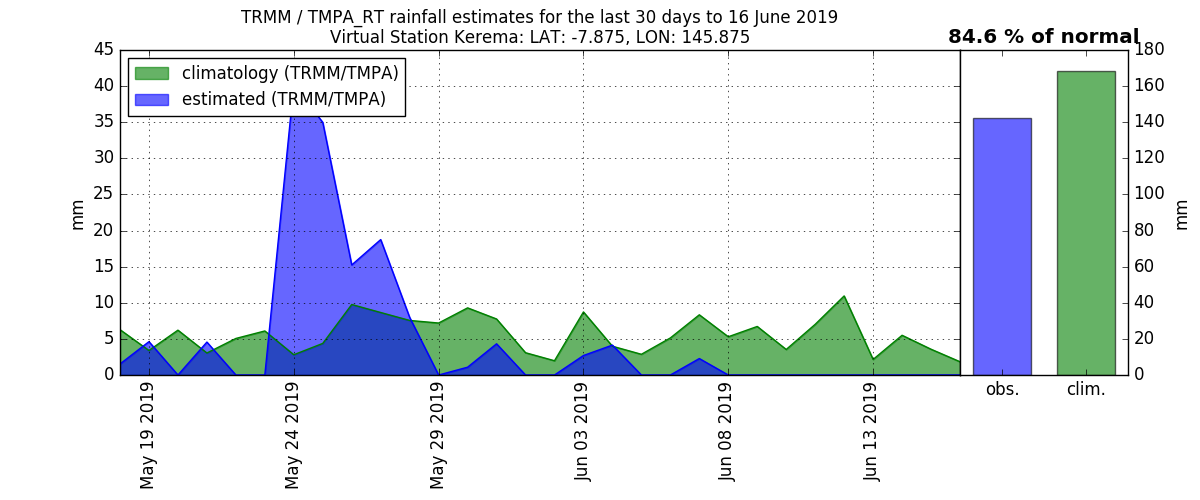 TRMM / TMPA_RT rainfall estimates for the last 30 days to 16 June 2019
Virtual Station Kerema: LAT: -7.875, LON: 145.875
84.6 % of normal
climatology (TRMM/TMPA)
estimated (TRMM/TMPA)
45
40
35
30
25
20
15
10
5
0
mm
May 19 2019
May 24 2019
May 29 2019
Jun 03 2019
Jun 08 2019
Jun 13 2019
180
160
140
120
100
80
60
40
20
0
mm
obs.
clim.